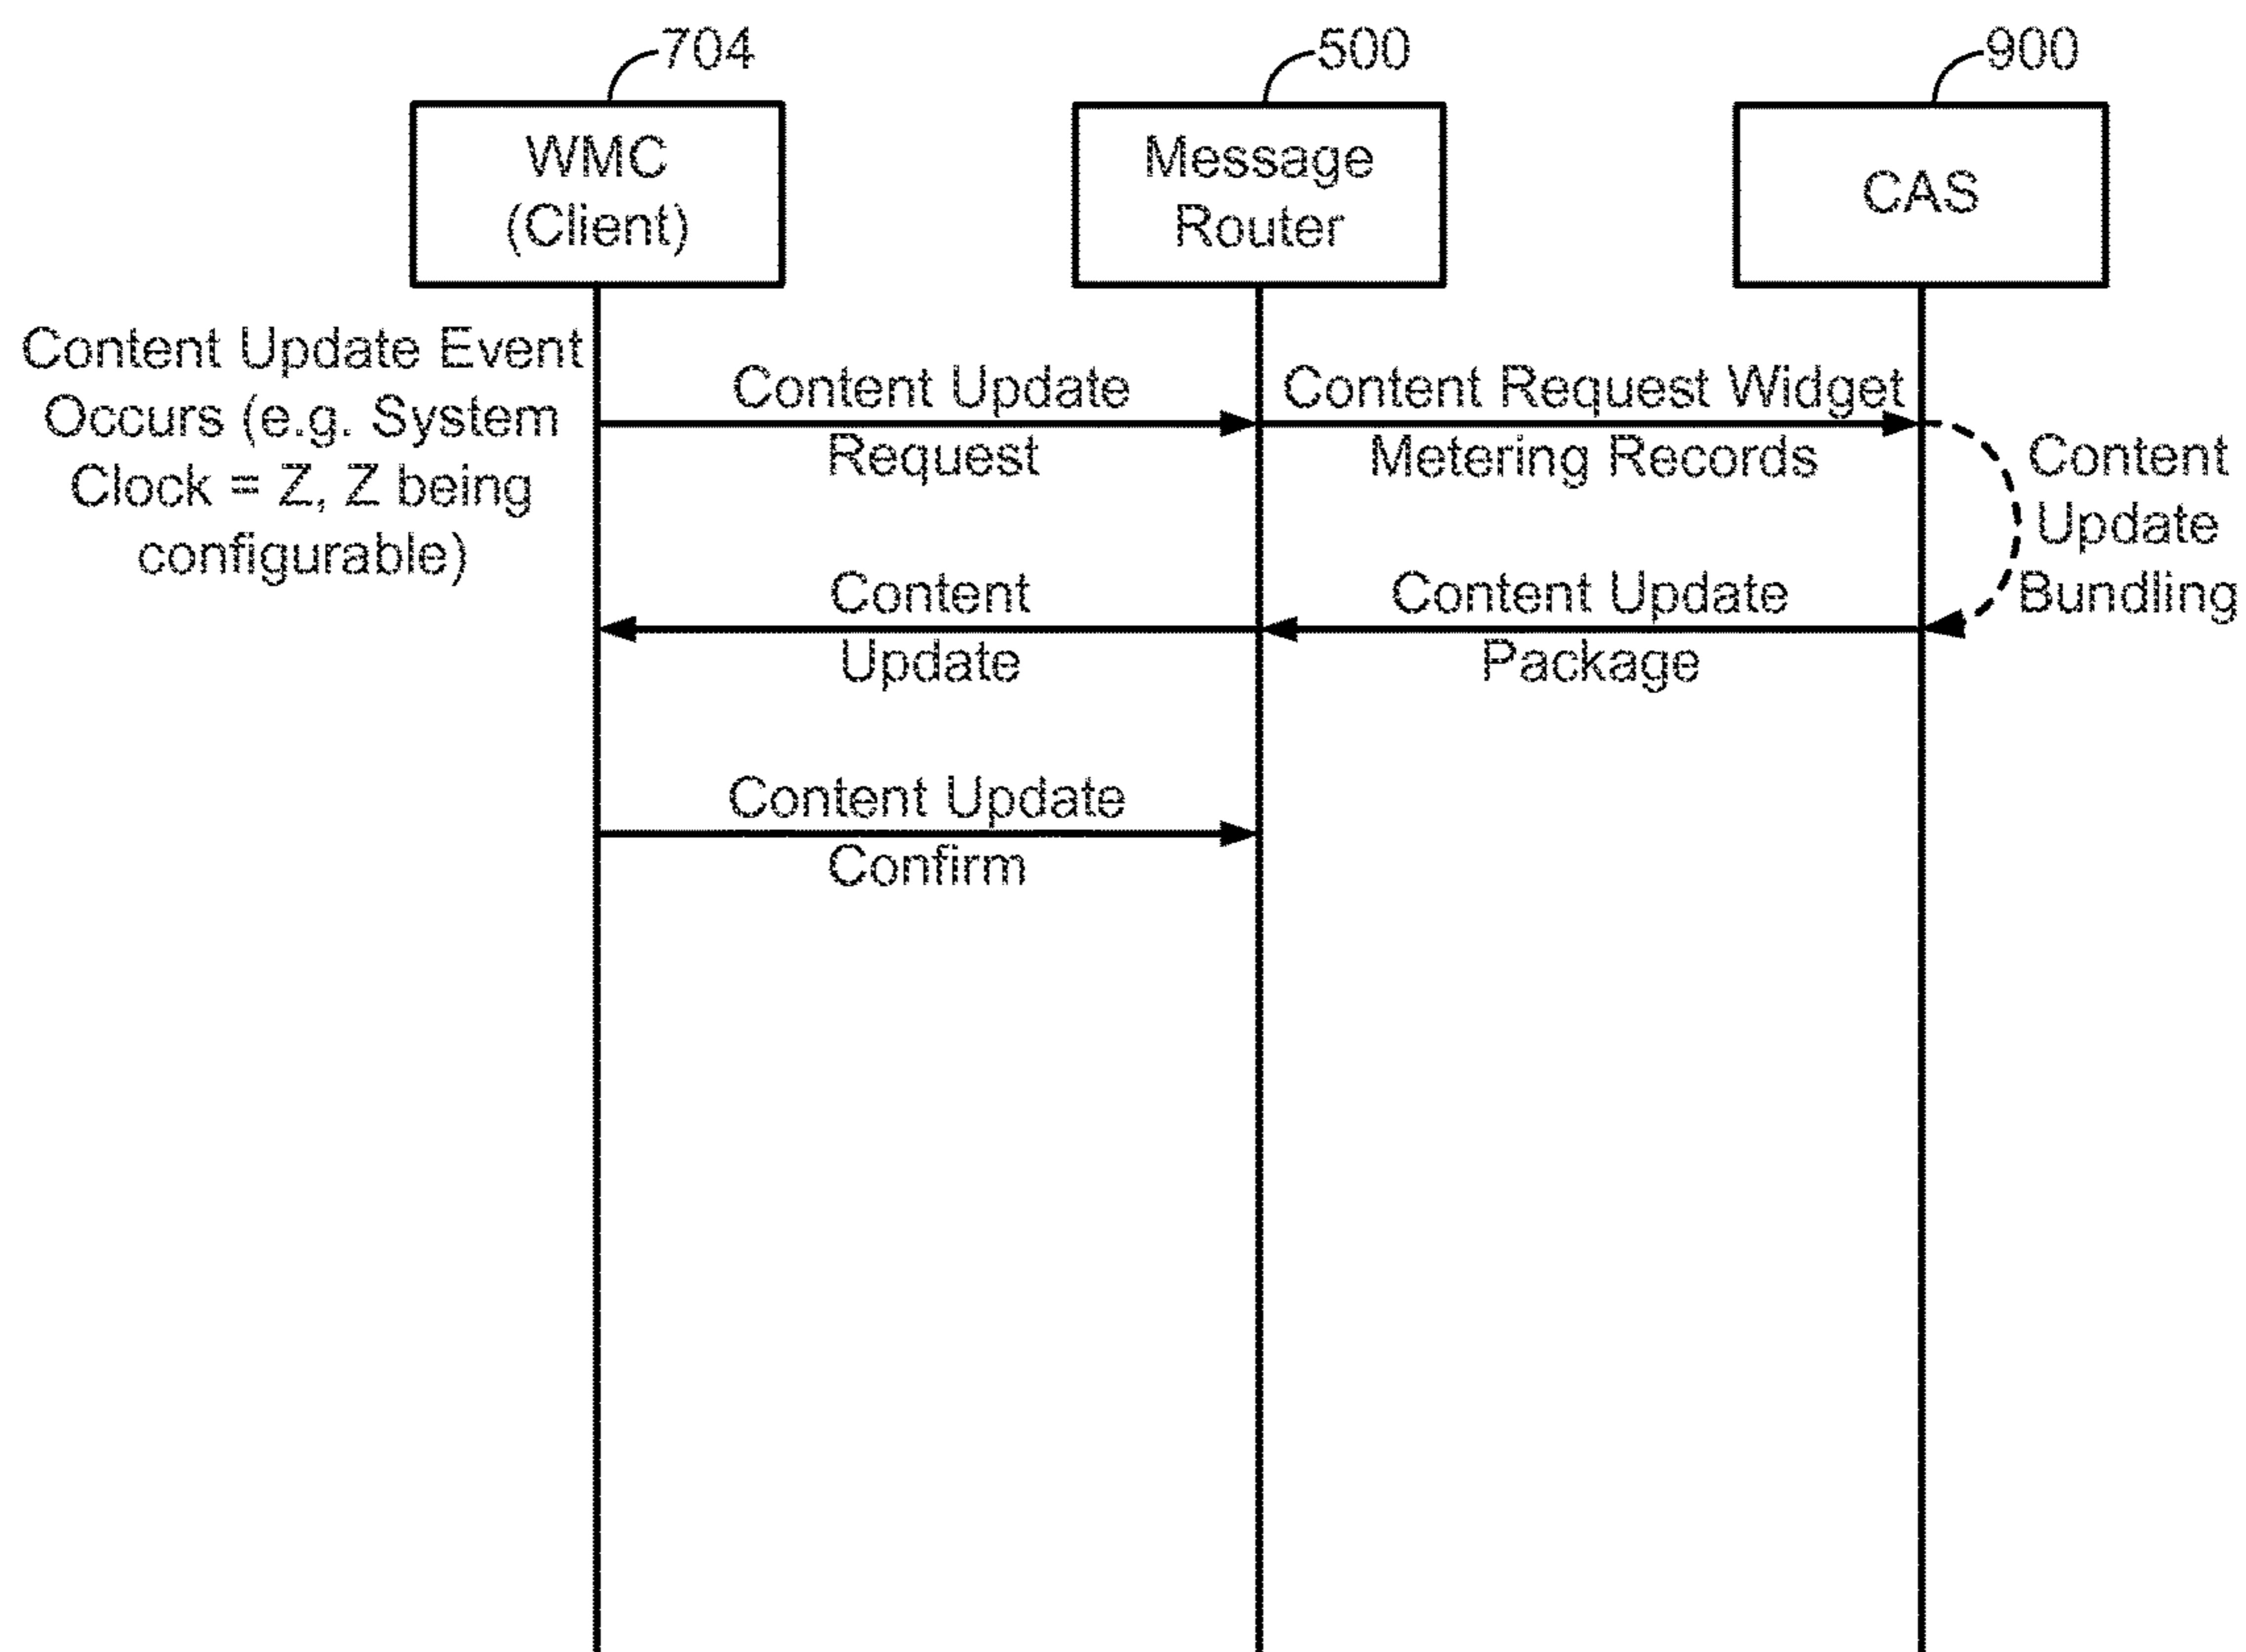 704
500
900
WMC
(Client)
Message
Router
CAS
Content Update Event
Occurs (e.g. System
Clock = Z, Z being
configurable)
Content Update
Request
Content Request Widget
Metering Records
Content
Update
Bundling
Content
Update
Content Update
Package
Content Update
Confirm